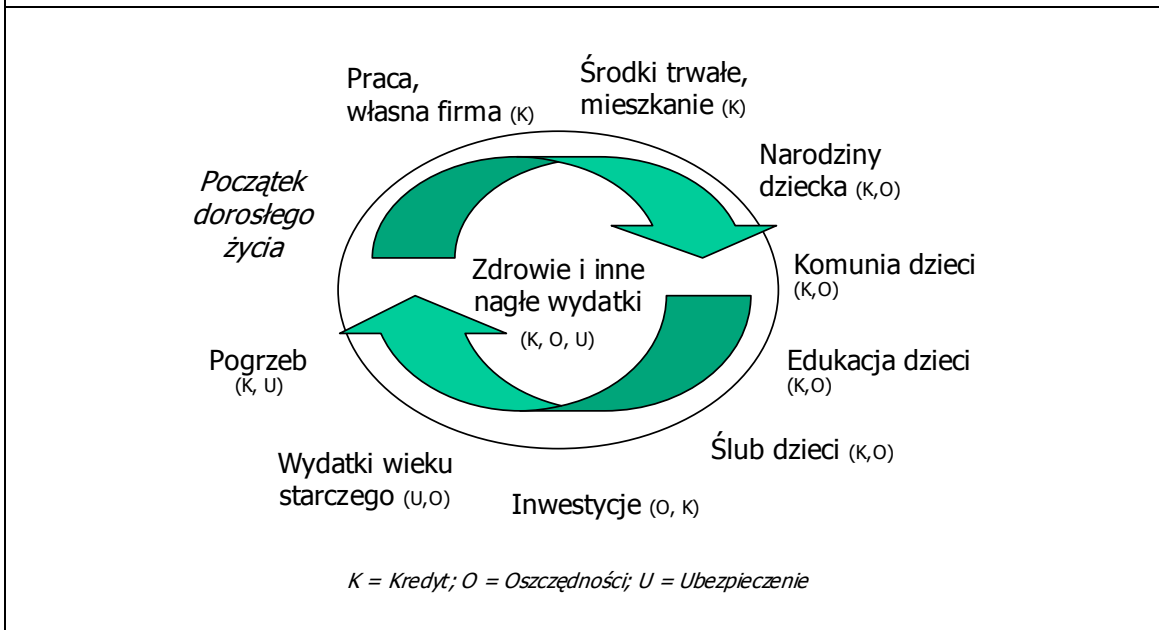 Praca,
własna firma (K)
Środki trwałe,
mieszkanie (K)
Narodziny
dziecka (K,O)
Początek
dorosłego
życia
Komunia dzieci
(K,O)
Zdrowie i inne
nagłe wydatki
(K, O, U)
Edukacja dzieci
(K,O)
Pogrzeb
(K, U)
Ślub dzieci (K,O)
Wydatki wieku
starczego (U,O)
Inwestycje (O, K)
K = Kredyt; O = Oszczędności; U = Ubezpieczenie